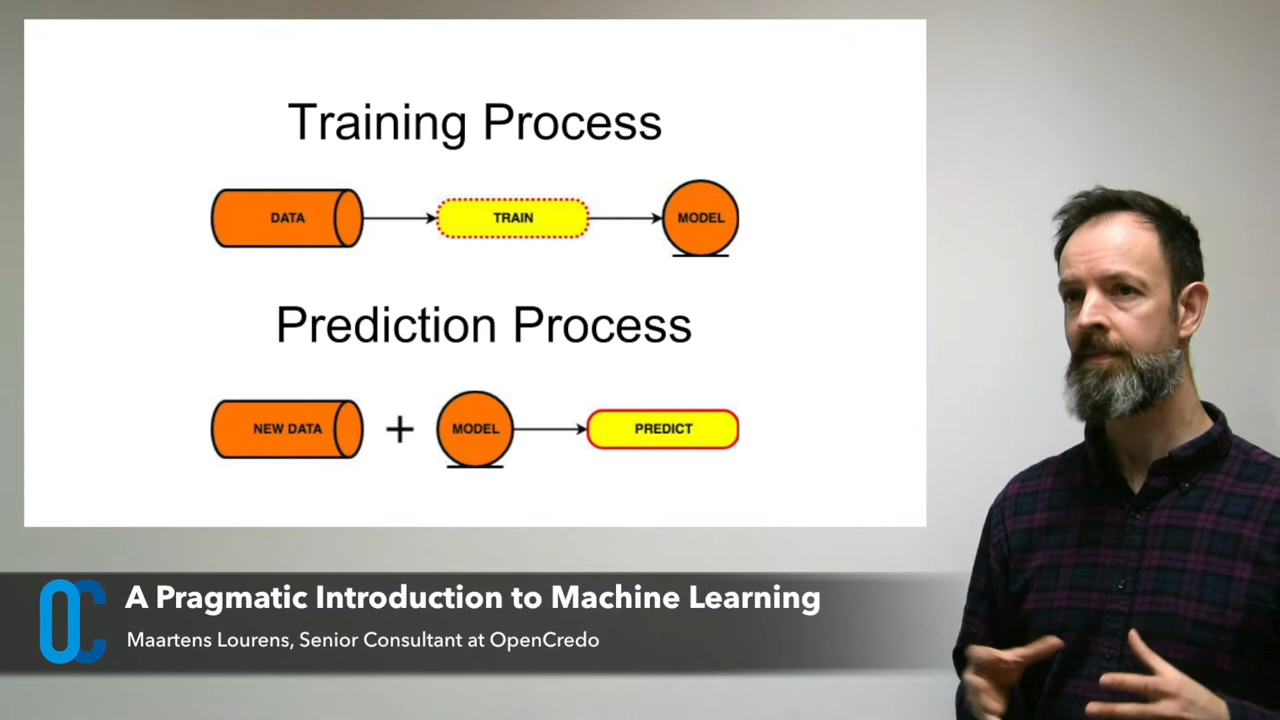 Training Process
DATA TRAIN MODEL
Prediction Process
NEW DATA + MODEL PREDICT
OC
A Pragmatic Introduction to Machine Learning
Maartens Lourens, Senior Consultant at OpenCredo